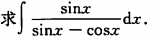 求∫ sinx/(sinx − cosx) dx.